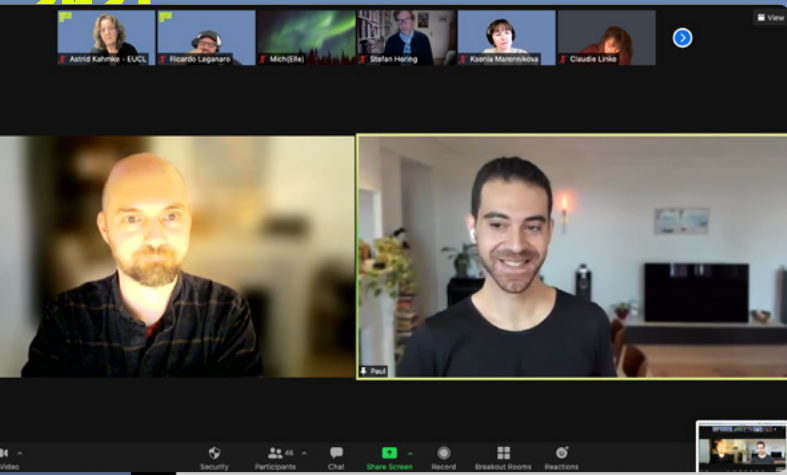 2021
View
Astrid Kahmke - EUCL
Ricardo Laganaro
Mich(Elle)
Stefan Hering
Ksenia Marennikova
Claudie Linke
Paul
Video
Security
Participants
46
Chat
Share Screen
Record
Breakout Rooms
Reactions